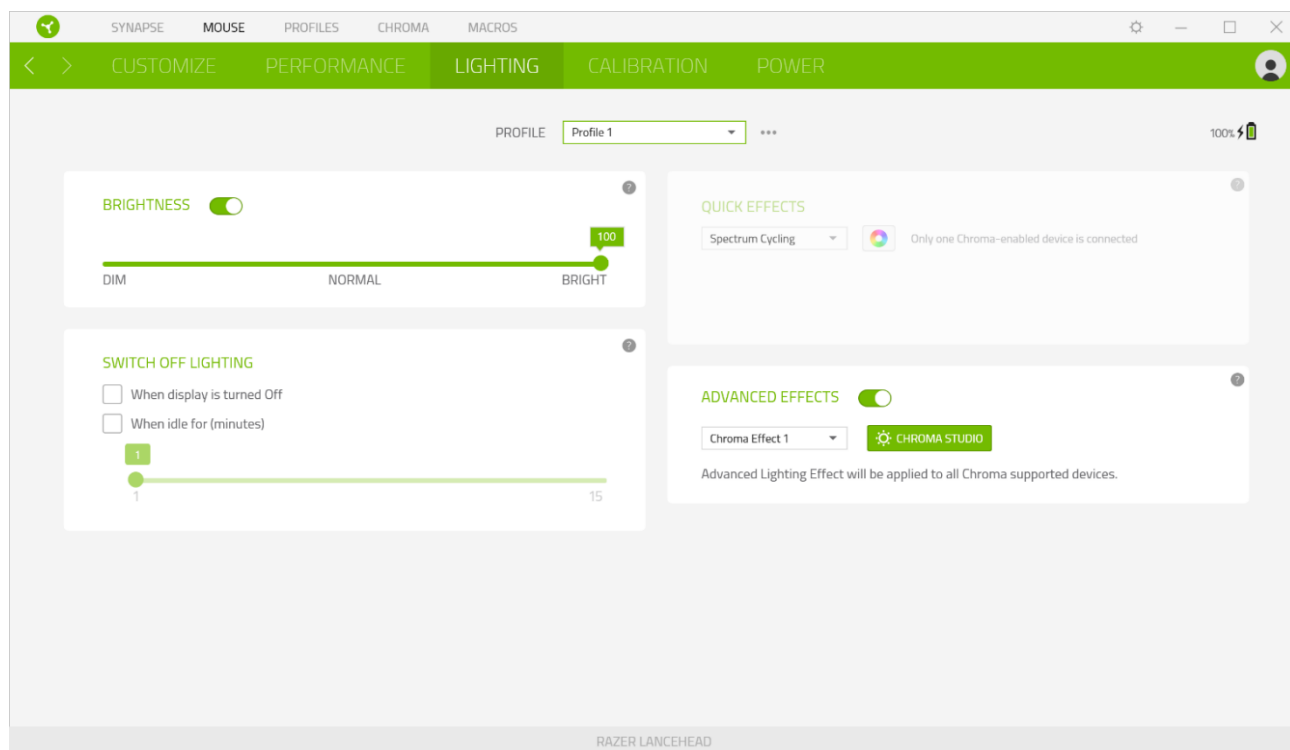 SYNAPSE MOUSE PROFILES CHROMA MACROS
CUSTOMIZE PERFORMANCE LIGHTING CALIBRATION POWER
PROFILE Profile 1
100%
BRIGHTNESS
100
DIM NORMAL BRIGHT
SWITCH OFF LIGHTING
When display is turned Off
When idle for (minutes)
1
1 15
QUICK EFFECTS
Spectrum Cycling Only one Chroma-enabled device is connected
ADVANCED EFFECTS
Chroma Effect 1 CHROMA STUDIO
Advanced Lighting Effect will be applied to all Chroma supported devices.
RAZER LANCEHEAD